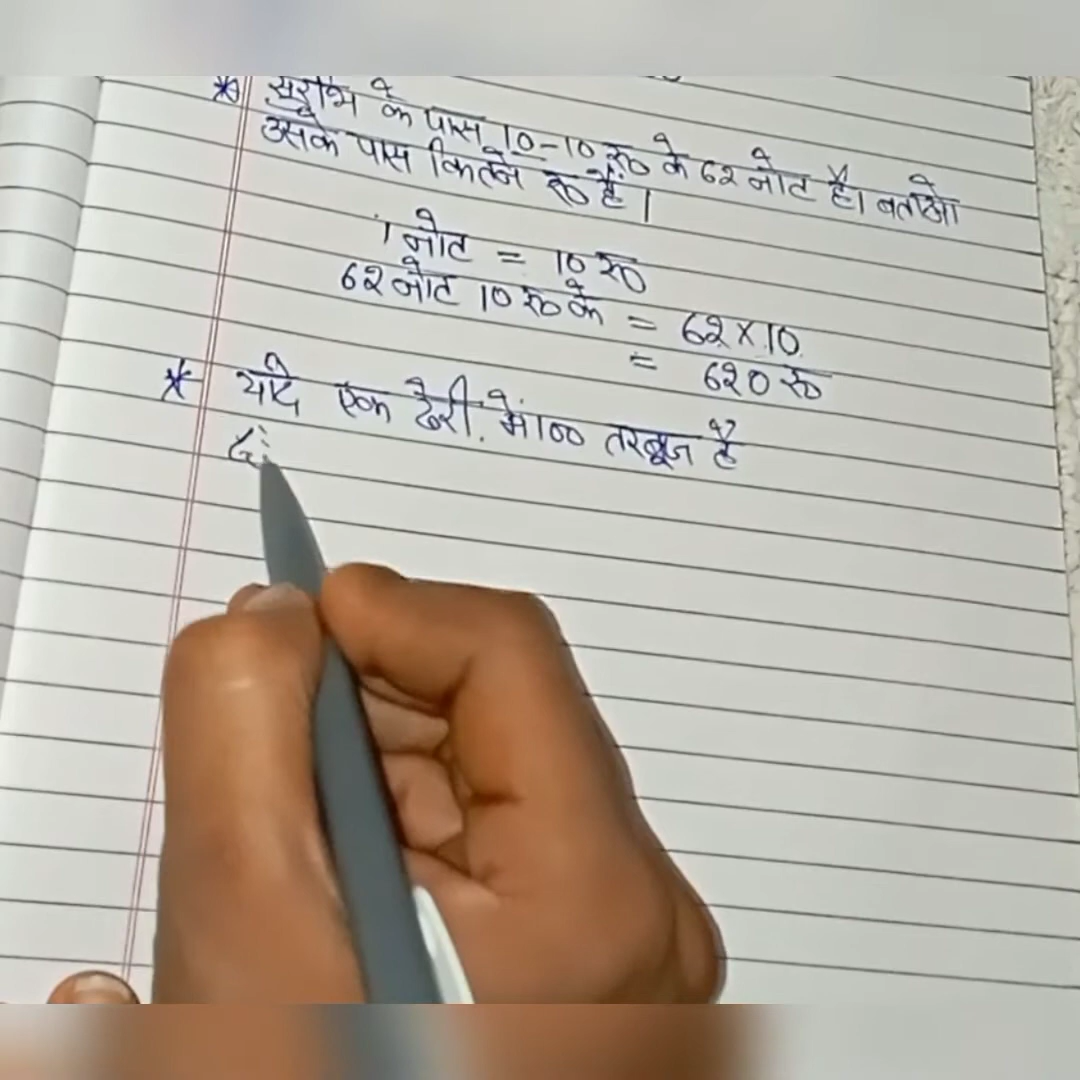 * सुरभि के पास 10-10 रु० के 62 नोट है। बताओ
उसके पास कितने रु० हैं।
1 नोट = 10 रु०
62 नोट 10 रु० के = 62 x 10
= 620 रु०
* यदि एक ढेरी में 100 तरबूज है